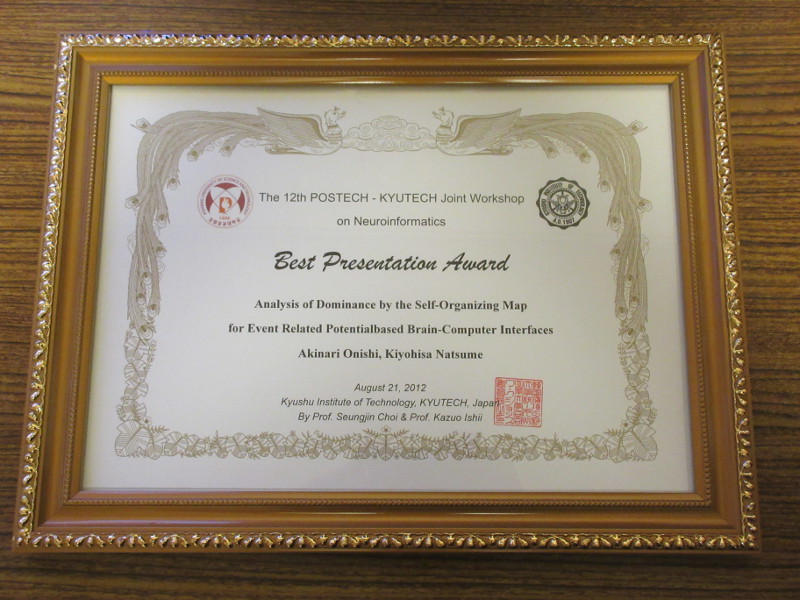 The 12th POSTECH - KYUTECH Joint Workshop
on Neuroinformatics
Best Presentation Award
Analysis of Dominance by the Self-Organizing Map
for Event Related Potentialbased Brain-Computer Interfaces
Akinari Onishi, Kiyohisa Natsume
August 21, 2012
Kyushu Institute of Technology, KYUTECH, Japan
By Prof. Seungjin Choi & Prof. Kazuo Ishii